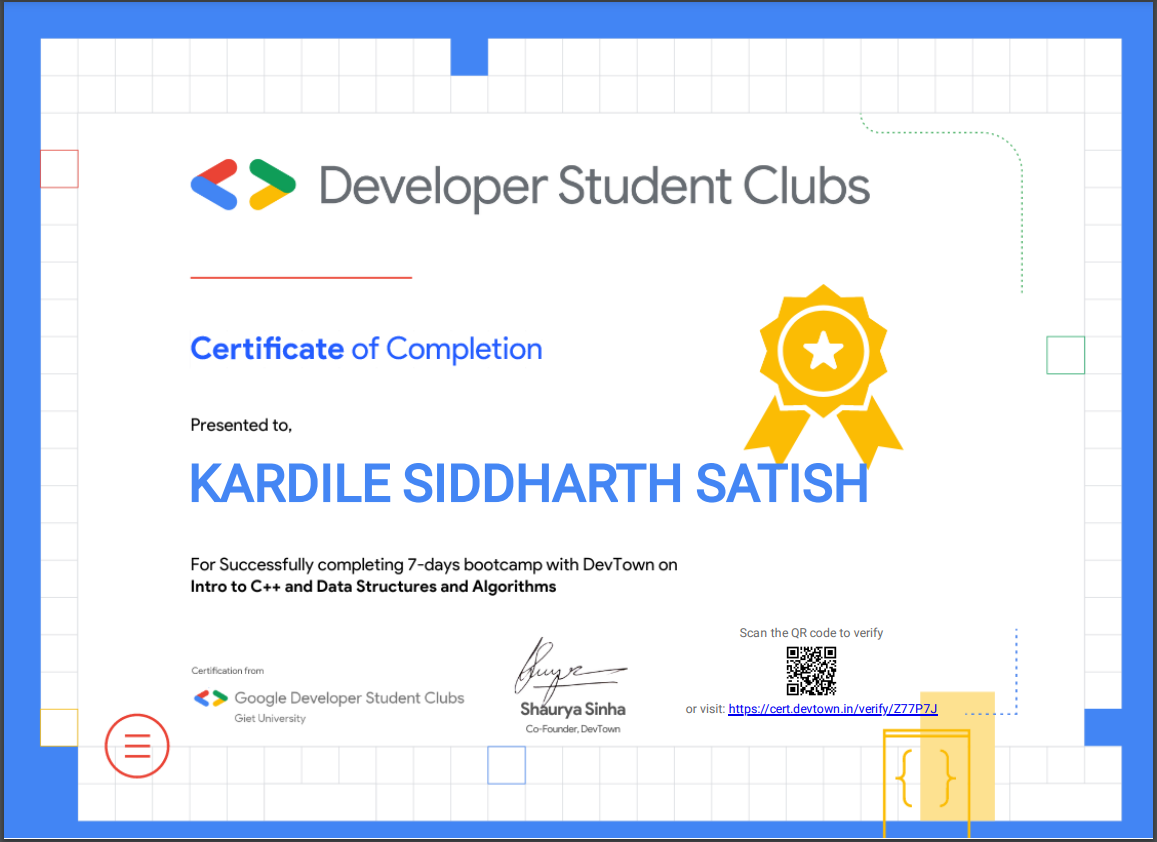 Developer Student Clubs
Certificate of Completion
Presented to,
KARDILE SIDDHARTH SATISH
For Successfully completing 7-days bootcamp with DevTown on
Intro to C++ and Data Structures and Algorithms
Certification from
Google Developer Student Clubs
Giet University
Shaurya Sinha
Co-Founder, DevTown
Scan the QR code to verify
or visit: https://cert.devtown.in/verify/Z77P7J
{ }